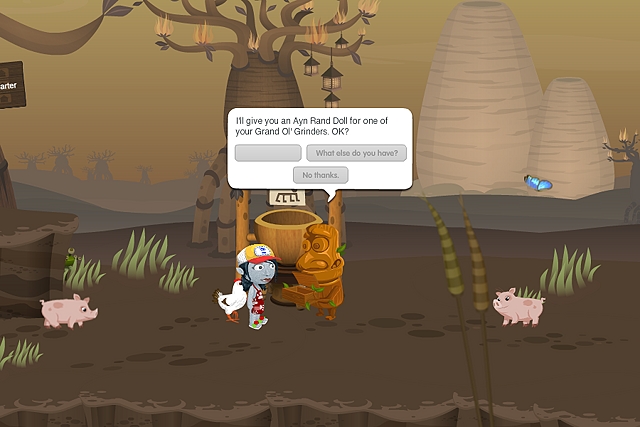 arter
I'll give you an Ayn Rand Doll for one of
your Grand Ol' Grinders. OK?
What else do you have?
No thanks.